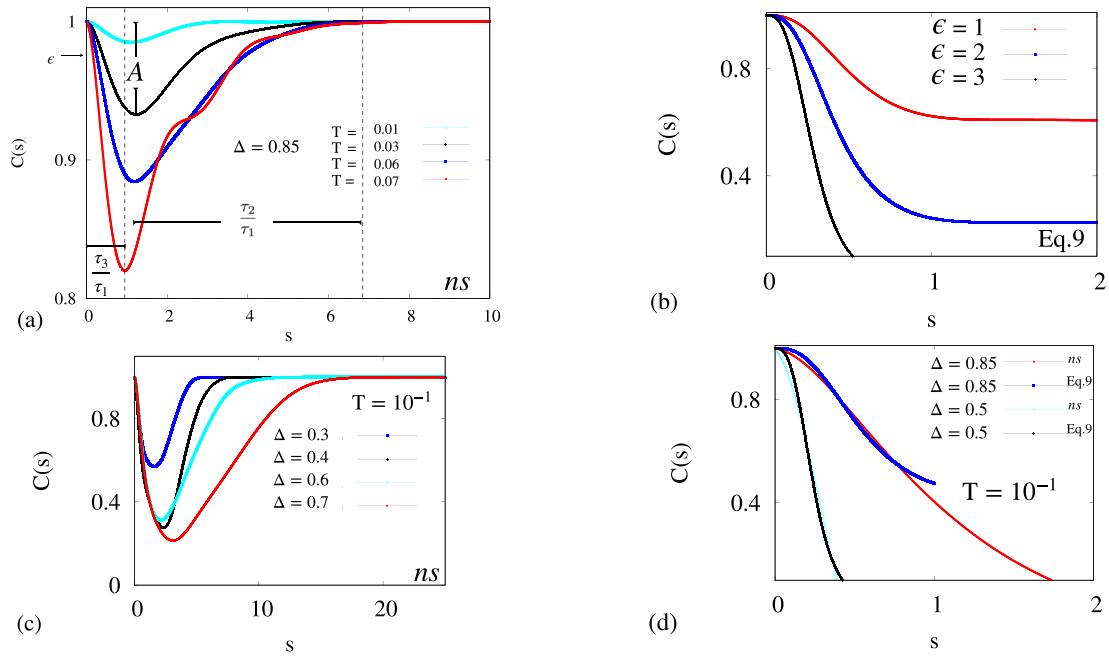 1
ϵ
A
0.9
0.8
C(s)
Δ = 0.85
T = 0.01
T = 0.03
T = 0.06
T = 0.07
τ₂/τ₁
τ₃/τ₁
ns
0 2 4 6 8 10
s
(a)
C(s)
0.8
0.4
ϵ = 1
ϵ = 2
ϵ = 3
Eq.9
0 1 2
s
(b)
C(s)
0.8
0.4
0
T = 10⁻¹
Δ = 0.3
Δ = 0.4
Δ = 0.6
Δ = 0.7
ns
0 10 20
s
(c)
C(s)
0.8
0.4
Δ = 0.85 ns
Δ = 0.85 Eq.9
Δ = 0.5 ns
Δ = 0.5 Eq.9
T = 10⁻¹
0 1 2
s
(d)